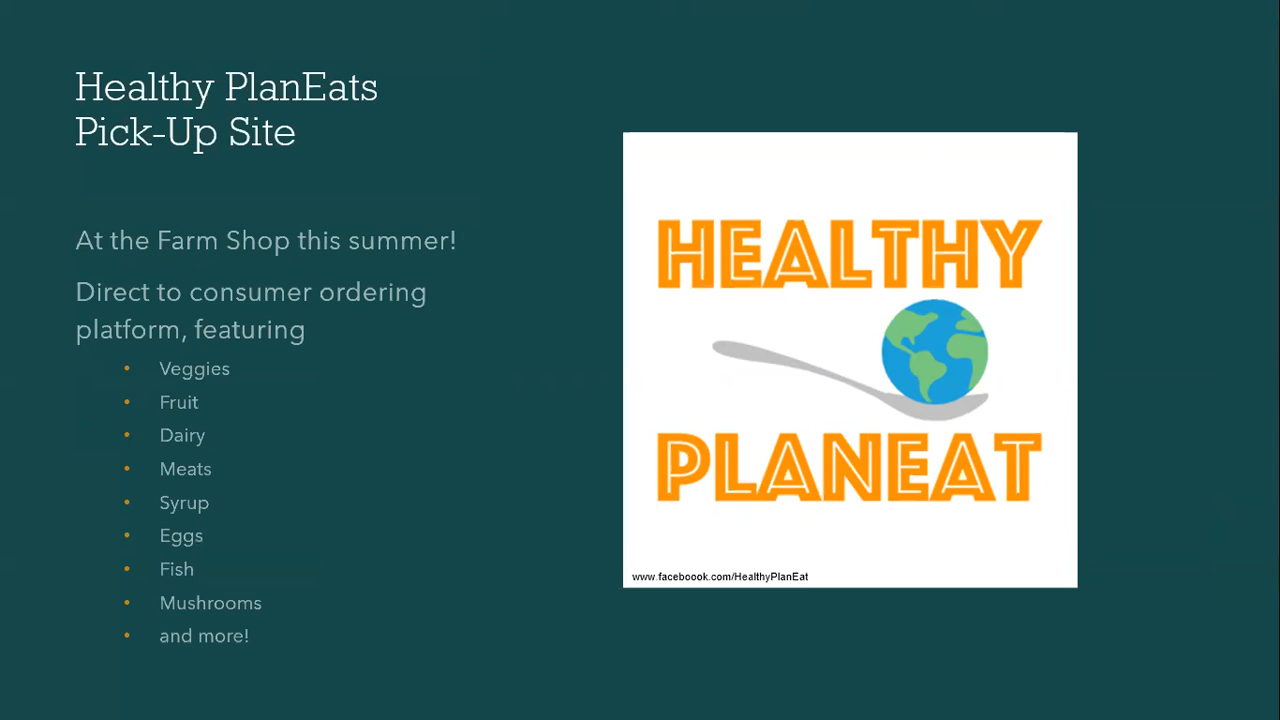 Healthy PlanEats
Pick-Up Site
At the Farm Shop this summer!
Direct to consumer ordering
platform, featuring
• Veggies
• Fruit
• Dairy
• Meats
• Syrup
• Eggs
• Fish
• Mushrooms
• and more!
HEALTHY
PLANEAT
www.faceboook.com/HealthyPlanEat